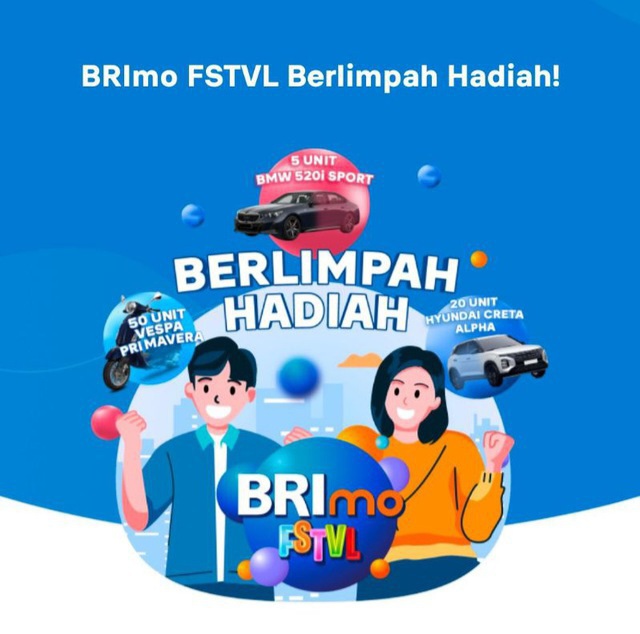 BRImo FSTVL Berlimpah Hadiah!
5 UNIT
BMW 520i SPORT
BERLIMPAH
HADIAH
50 UNIT
VESPA
PRIMAVERA
20 UNIT
HYUNDAI CRETA
ALPHA
BRImo
FSTVL